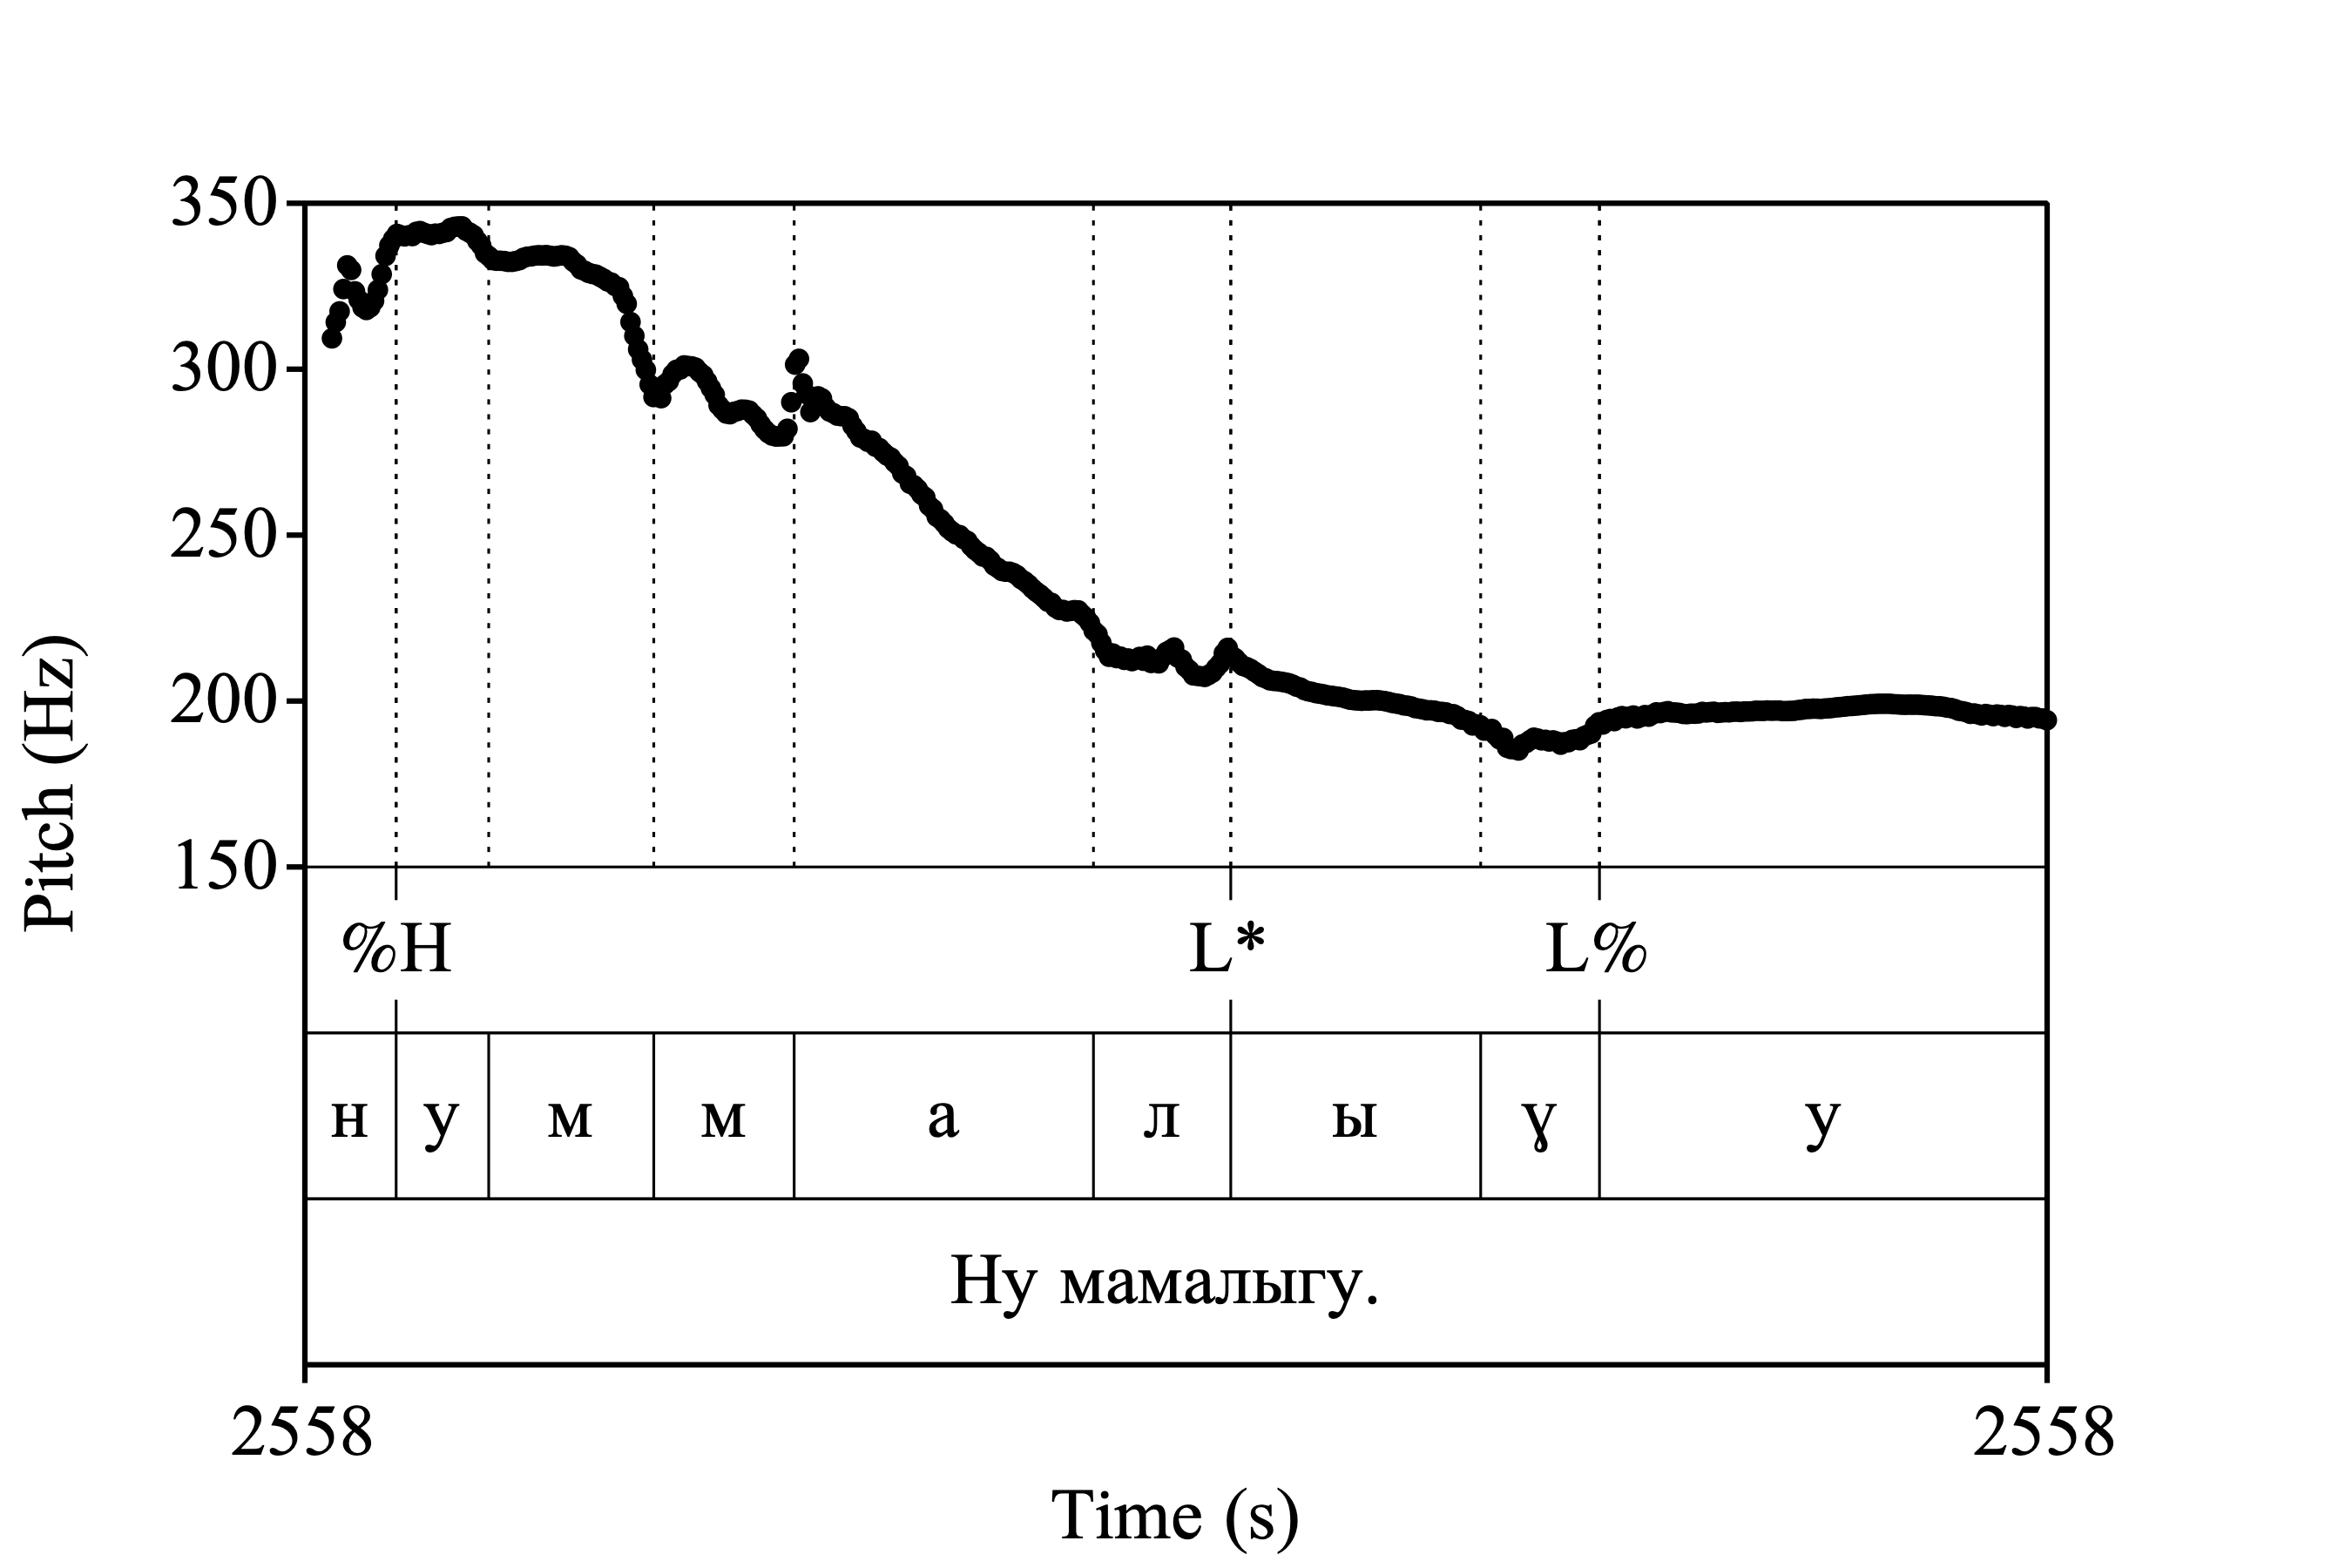 350
300
250
200
150
Pitch (Hz)
%H L* L%
н у м м а л ы ɣ у
Ну мамалыгу.
2558 2558
Time (s)